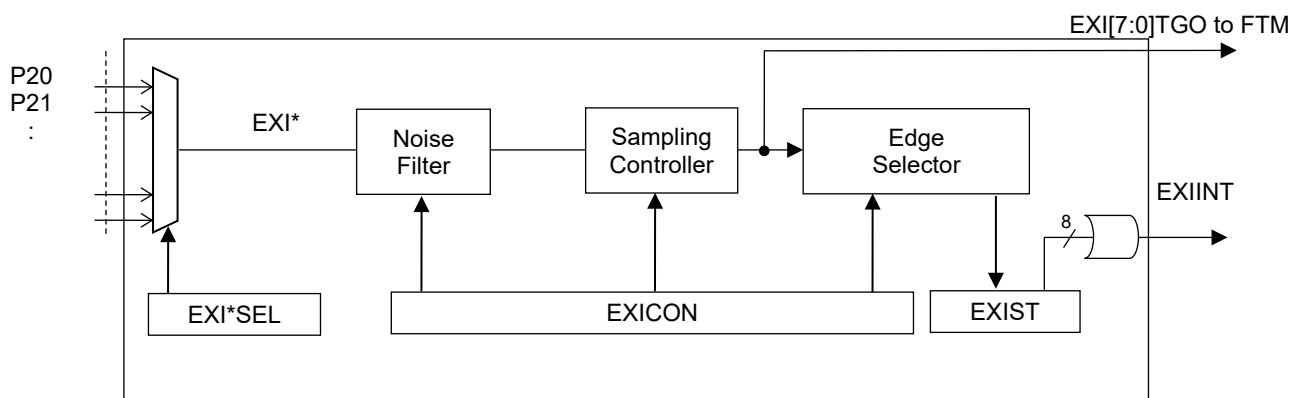 EXI[7:0]TGO to FTM
P20
P21
:
EXI*
Noise
Filter
Sampling
Controller
Edge
Selector
EXIINT
8
EXI*SEL
EXICON
EXIST